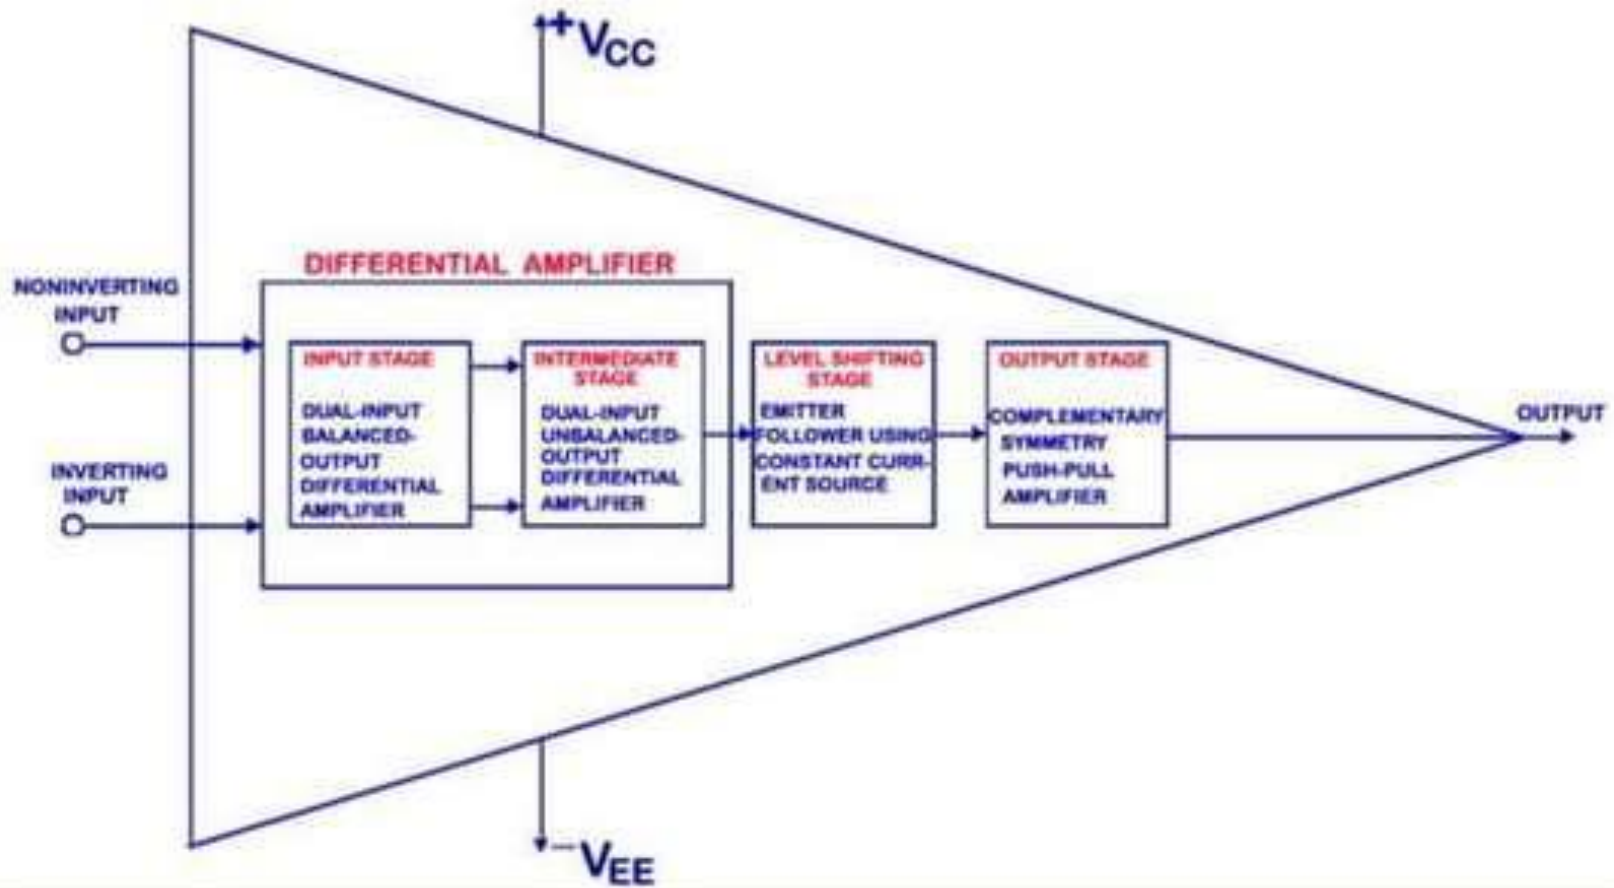 +VCC
DIFFERENTIAL AMPLIFIER
NONINVERTING
INPUT
INVERTING
INPUT
INPUT STAGE
DUAL-INPUT
BALANCED-
OUTPUT
DIFFERENTIAL
AMPLIFIER
INTERMEDIATE
STAGE
DUAL-INPUT
UNBALANCED-
OUTPUT
DIFFERENTIAL
AMPLIFIER
LEVEL SHIFTING
STAGE
EMITTER
FOLLOWER USING
CONSTANT CURR-
ENT SOURCE
OUTPUT STAGE
COMPLEMENTARY
SYMMETRY
PUSH-PULL
AMPLIFIER
OUTPUT
−VEE